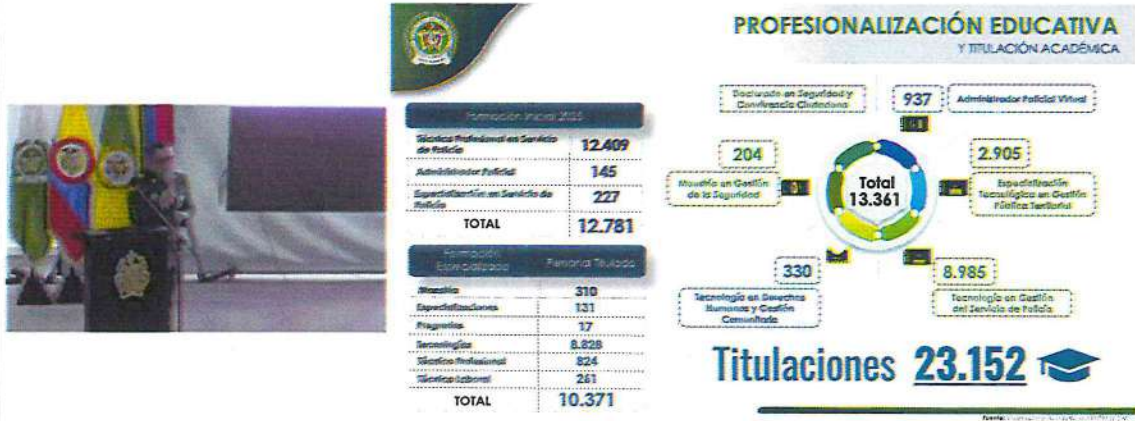 PROFESIONALIZACIÓN EDUCATIVA
Y TITULACIÓN ACADÉMICA
Formación Inicial
Técnico Profesional en Servicio
de Policía
12.409
Administrador Policial
145
Especialización en Servicio de
Policía
227
TOTAL
12.781
Formación
Especializada
Personal Titulado
Maestría
310
Especializaciones
131
Pregrados
17
Tecnologías
8.828
Técnico Profesional
824
Técnico Laboral
261
TOTAL
10.371
Doctorado en Seguridad y
Convivencia Ciudadana
937
Administrador Policial Virtual
204
Maestría en Gestión
de la Seguridad
Total
13.361
2.905
Especialización
Tecnológica en Gestión
Pública Territorial
330
Tecnología en Derechos
Humanos y Gestión
Comunitaria
8.985
Tecnología en Gestión
del Servicio de Policía
Titulaciones 23.152
Fuente: